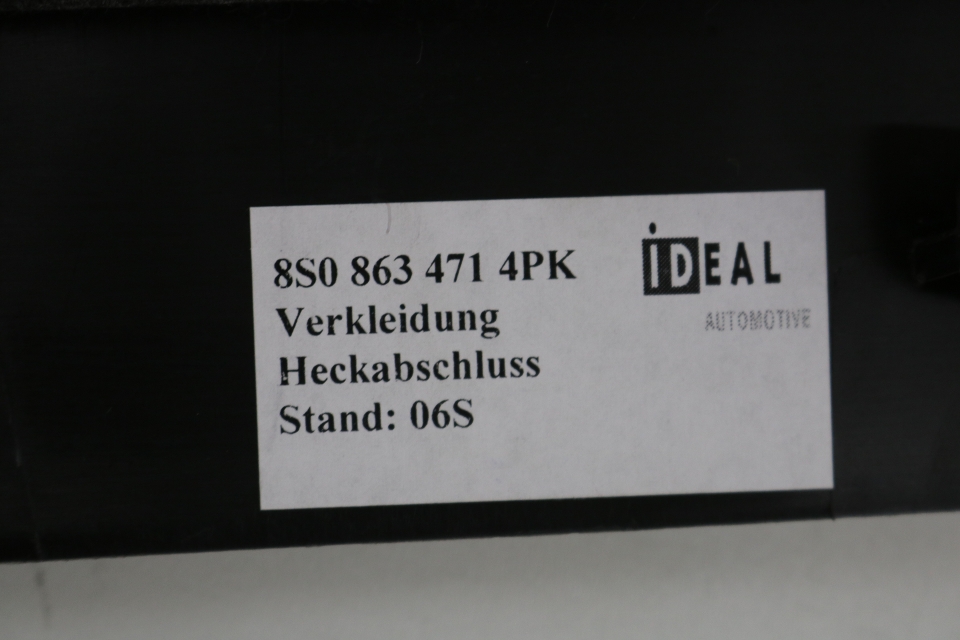 8S0 863 471 4PK
Verkleidung
Heckabschluss
Stand: 06S
iDEAL
AUTOMOTIVE